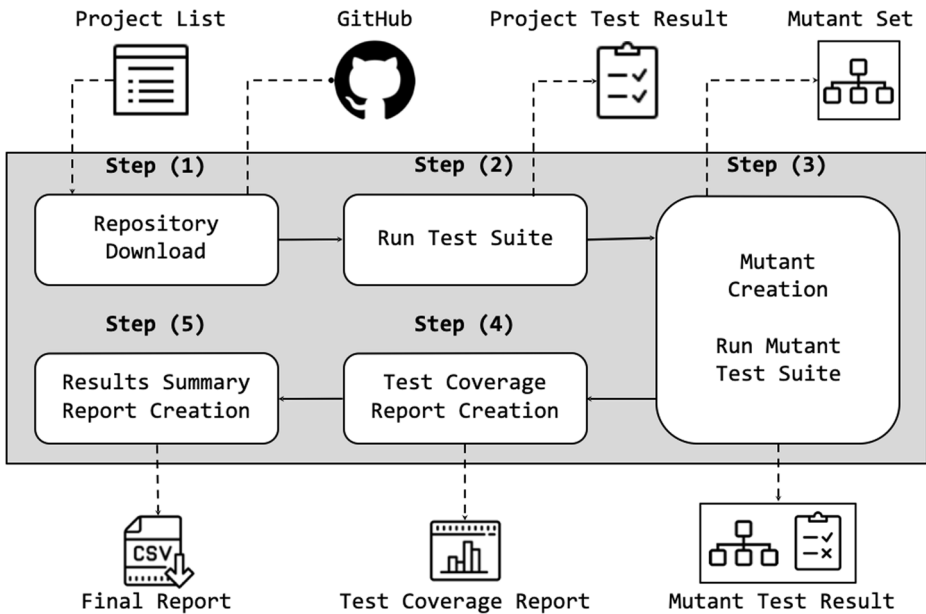 Project List
GitHub
Project Test Result
Mutant Set
Step (1)
Step (2)
Step (3)
Repository
Download
Run Test Suite
Mutant
Creation
Run Mutant
Test Suite
Step (5)
Step (4)
Results Summary
Report Creation
Test Coverage
Report Creation
CSV
Final Report
Test Coverage Report
Mutant Test Result